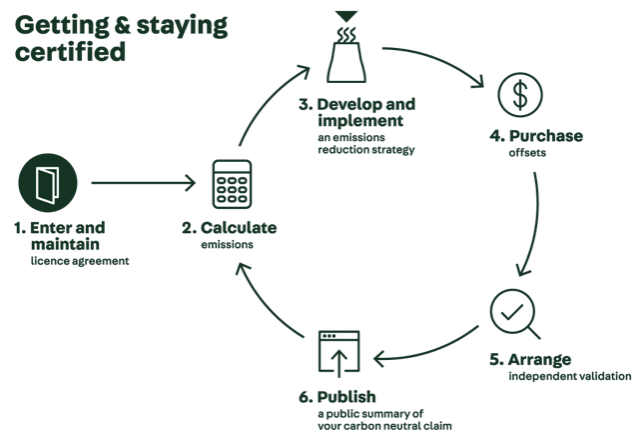 Getting & staying
certified
1. Enter and
maintain
licence agreement
2. Calculate
emissions
3. Develop and
implement
an emissions
reduction strategy
$
4. Purchase
offsets
5. Arrange
independent validation
6. Publish
a public summary of
your carbon neutral claim